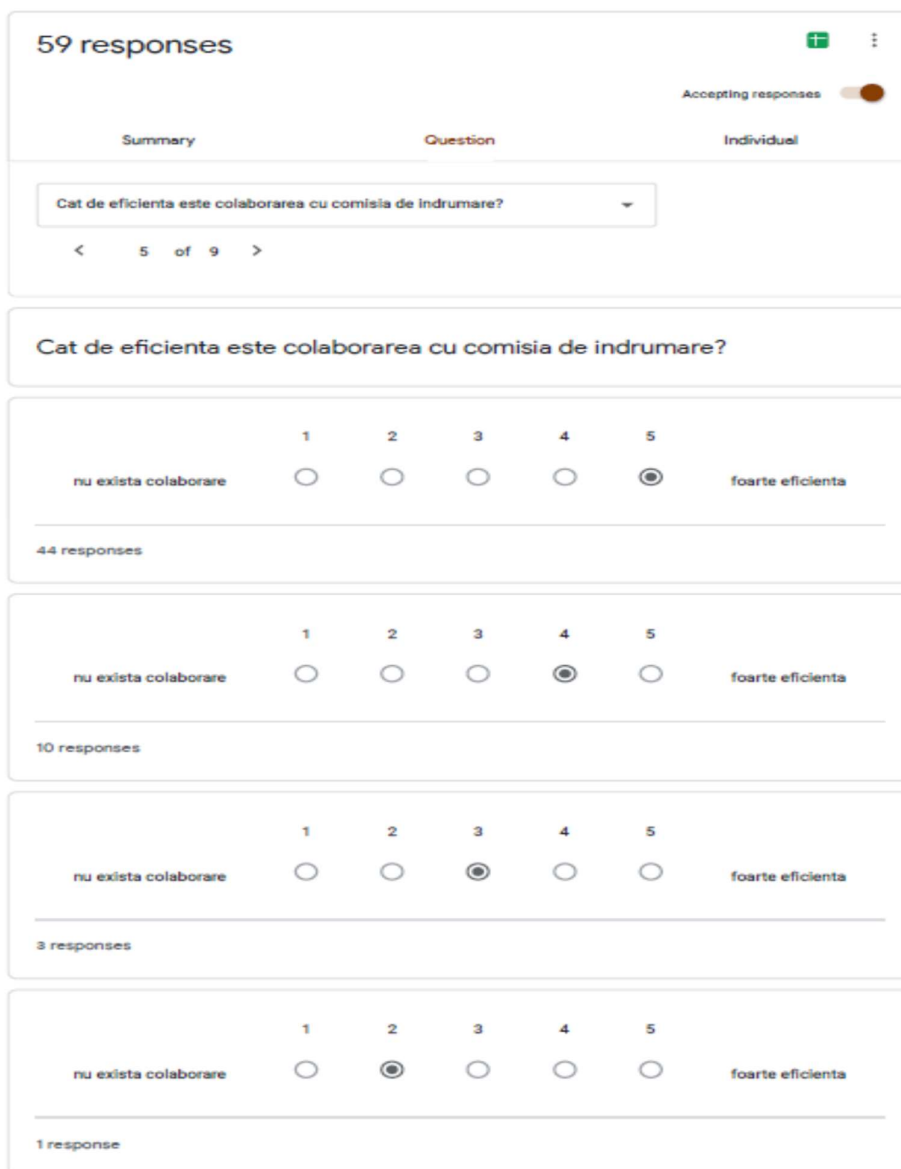 59 responses
Accepting responses
Summary Question Individual
Cat de eficienta este colaborarea cu comisia de indrumare?
< 5 of 9 >
Cat de eficienta este colaborarea cu comisia de indrumare?
1 2 3 4 5
nu exista colaborare foarte eficienta
44 responses
1 2 3 4 5
nu exista colaborare foarte eficienta
10 responses
1 2 3 4 5
nu exista colaborare foarte eficienta
3 responses
1 2 3 4 5
nu exista colaborare foarte eficienta
1 response